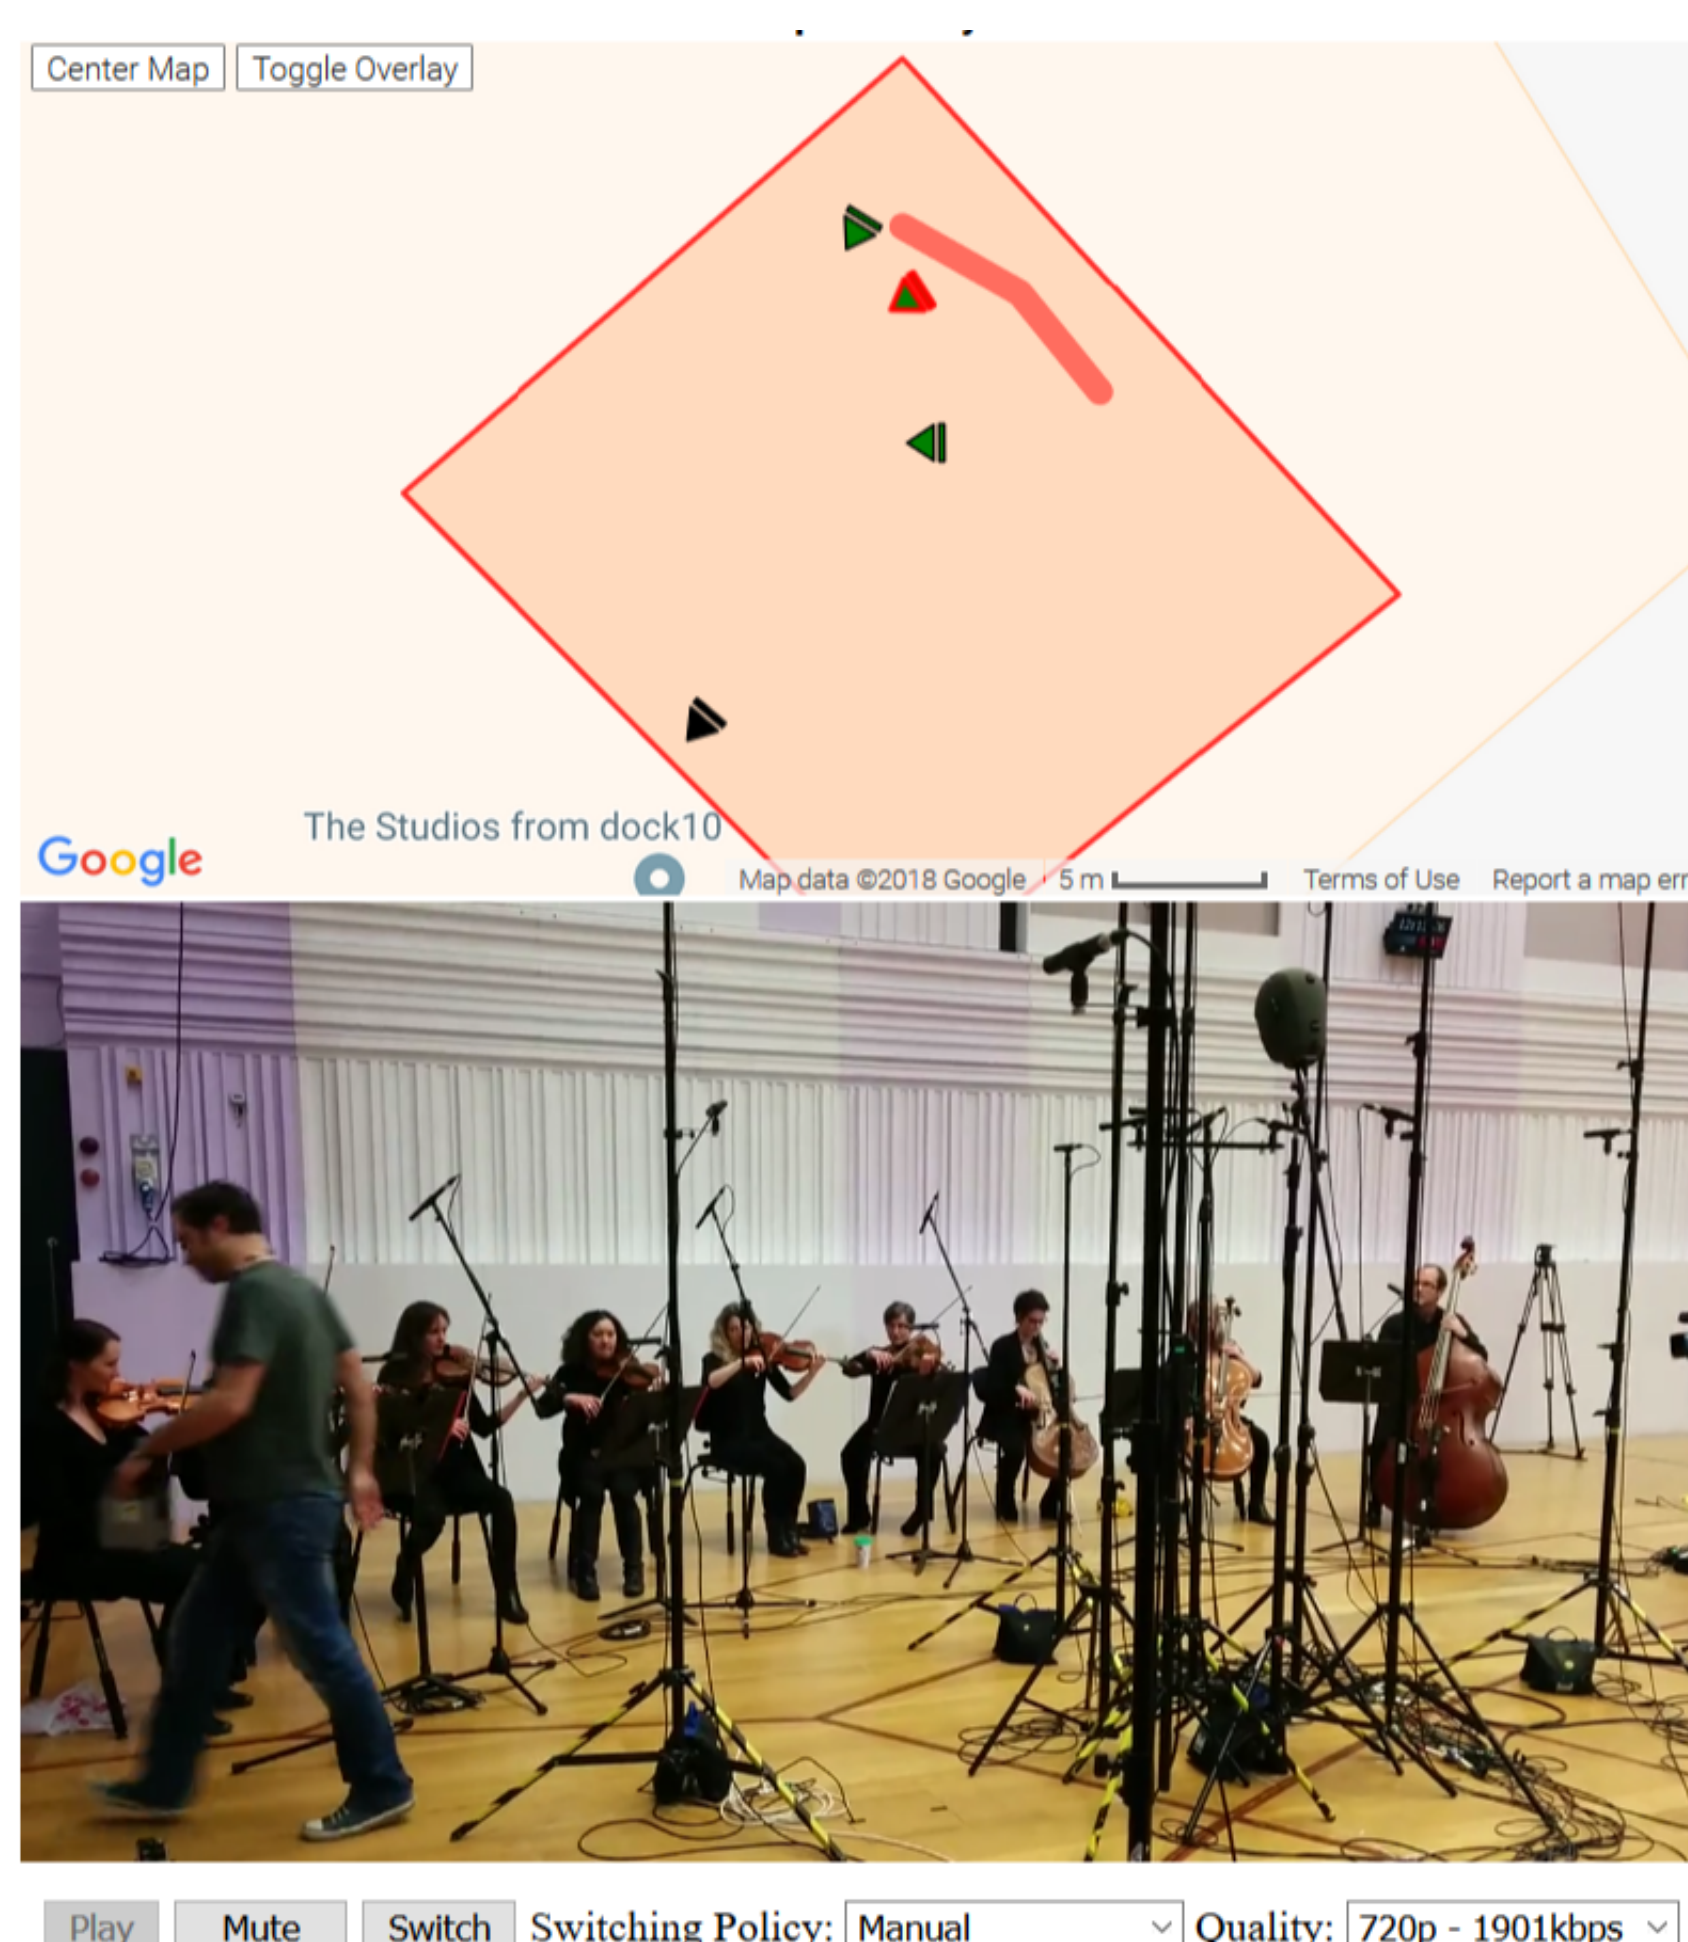 Center Map Toggle Overlay
The Studios from dock10
Google
Map data ©2018 Google 5 m Terms of Use Report a map err
Play Mute Switch Switching Policy: Manual Quality: 720p - 1901kbps